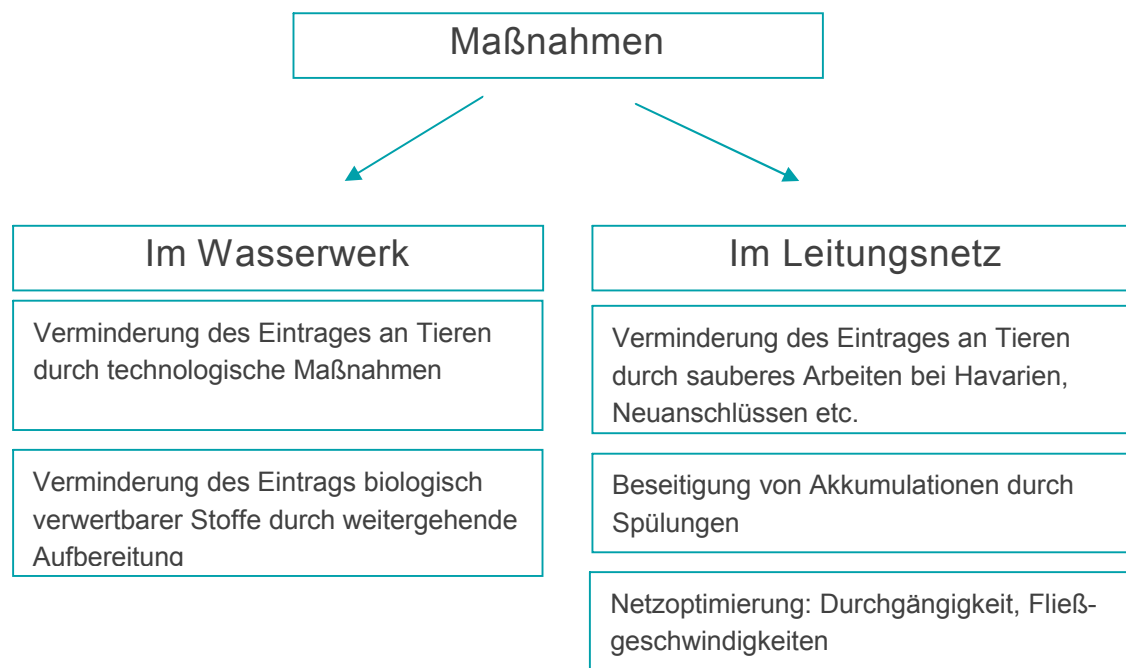 Maßnahmen
Im Wasserwerk
Verminderung des Eintrages an Tieren
durch technologische Maßnahmen
Verminderung des Eintrags biologisch
verwertbarer Stoffe durch weitergehende
Aufbereitung
Im Leitungsnetz
Verminderung des Eintrages an Tieren
durch sauberes Arbeiten bei Havarien,
Neuanschlüssen etc.
Beseitigung von Akkumulationen durch
Spülungen
Netzoptimierung: Durchgängigkeit, Fließ-
geschwindigkeiten